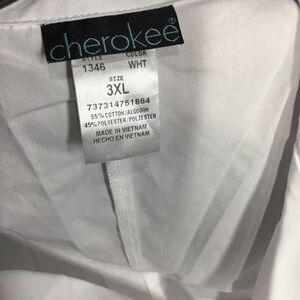 cherokee®
STYLE COLOR
1346 WHT
SIZE
3XL
737314751884
55% COTTON/ALGODON
45% POLYESTER/POLIESTER
MADE IN VIETNAM
HECHO EN VIETNAM